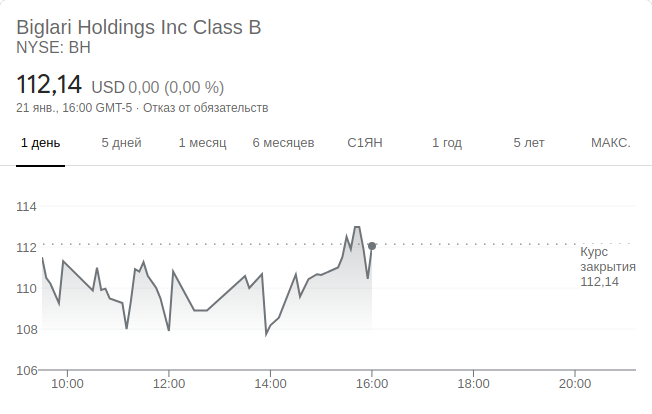 Biglari Holdings Inc Class B
NYSE: BH
112,14 USD 0,00 (0,00 %)
21 янв., 16:00 GMT-5 · Отказ от обязательств
1 день 5 дней 1 месяц 6 месяцев С1ЯН 1 год 5 лет МАКС.
114
112
110
108
106
Курс
закрытия
112,14
10:00 12:00 14:00 16:00 18:00 20:00